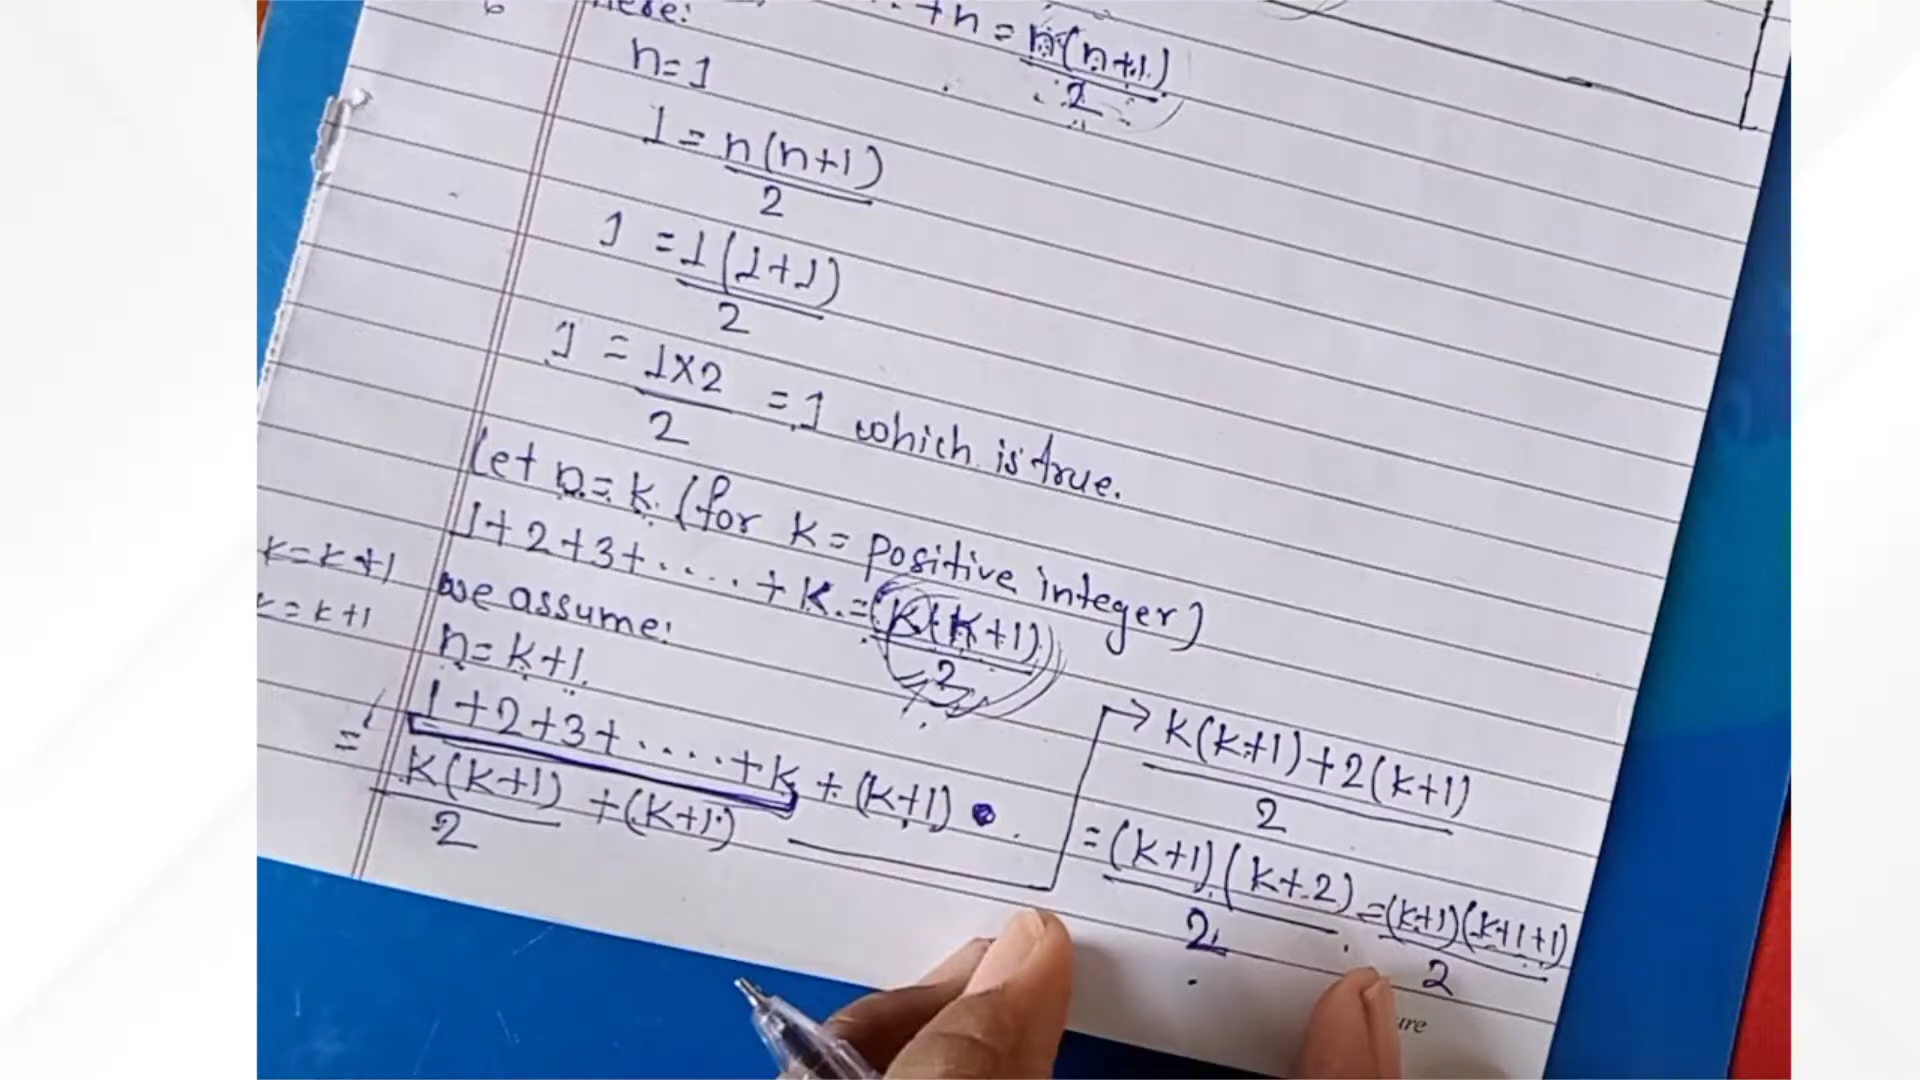 here: .. +n = n(n+1)/2
n=1
1 = n(n+1)/2
1 = 1(1+1)/2
1 = 1×2/2 = 1 which is true.
Let n=k (for k= positive integer)
1+2+3+.....+k.= k(k+1)/2
k=k+1
we assume:
k=k+1
n=k+1
1+2+3+.....+k+(k+1)
= k(k+1)/2 +(k+1)
→ k(k+1)+2(k+1)/2
= (k+1)(k+2)/2 = (k+1)(k+1+1)/2